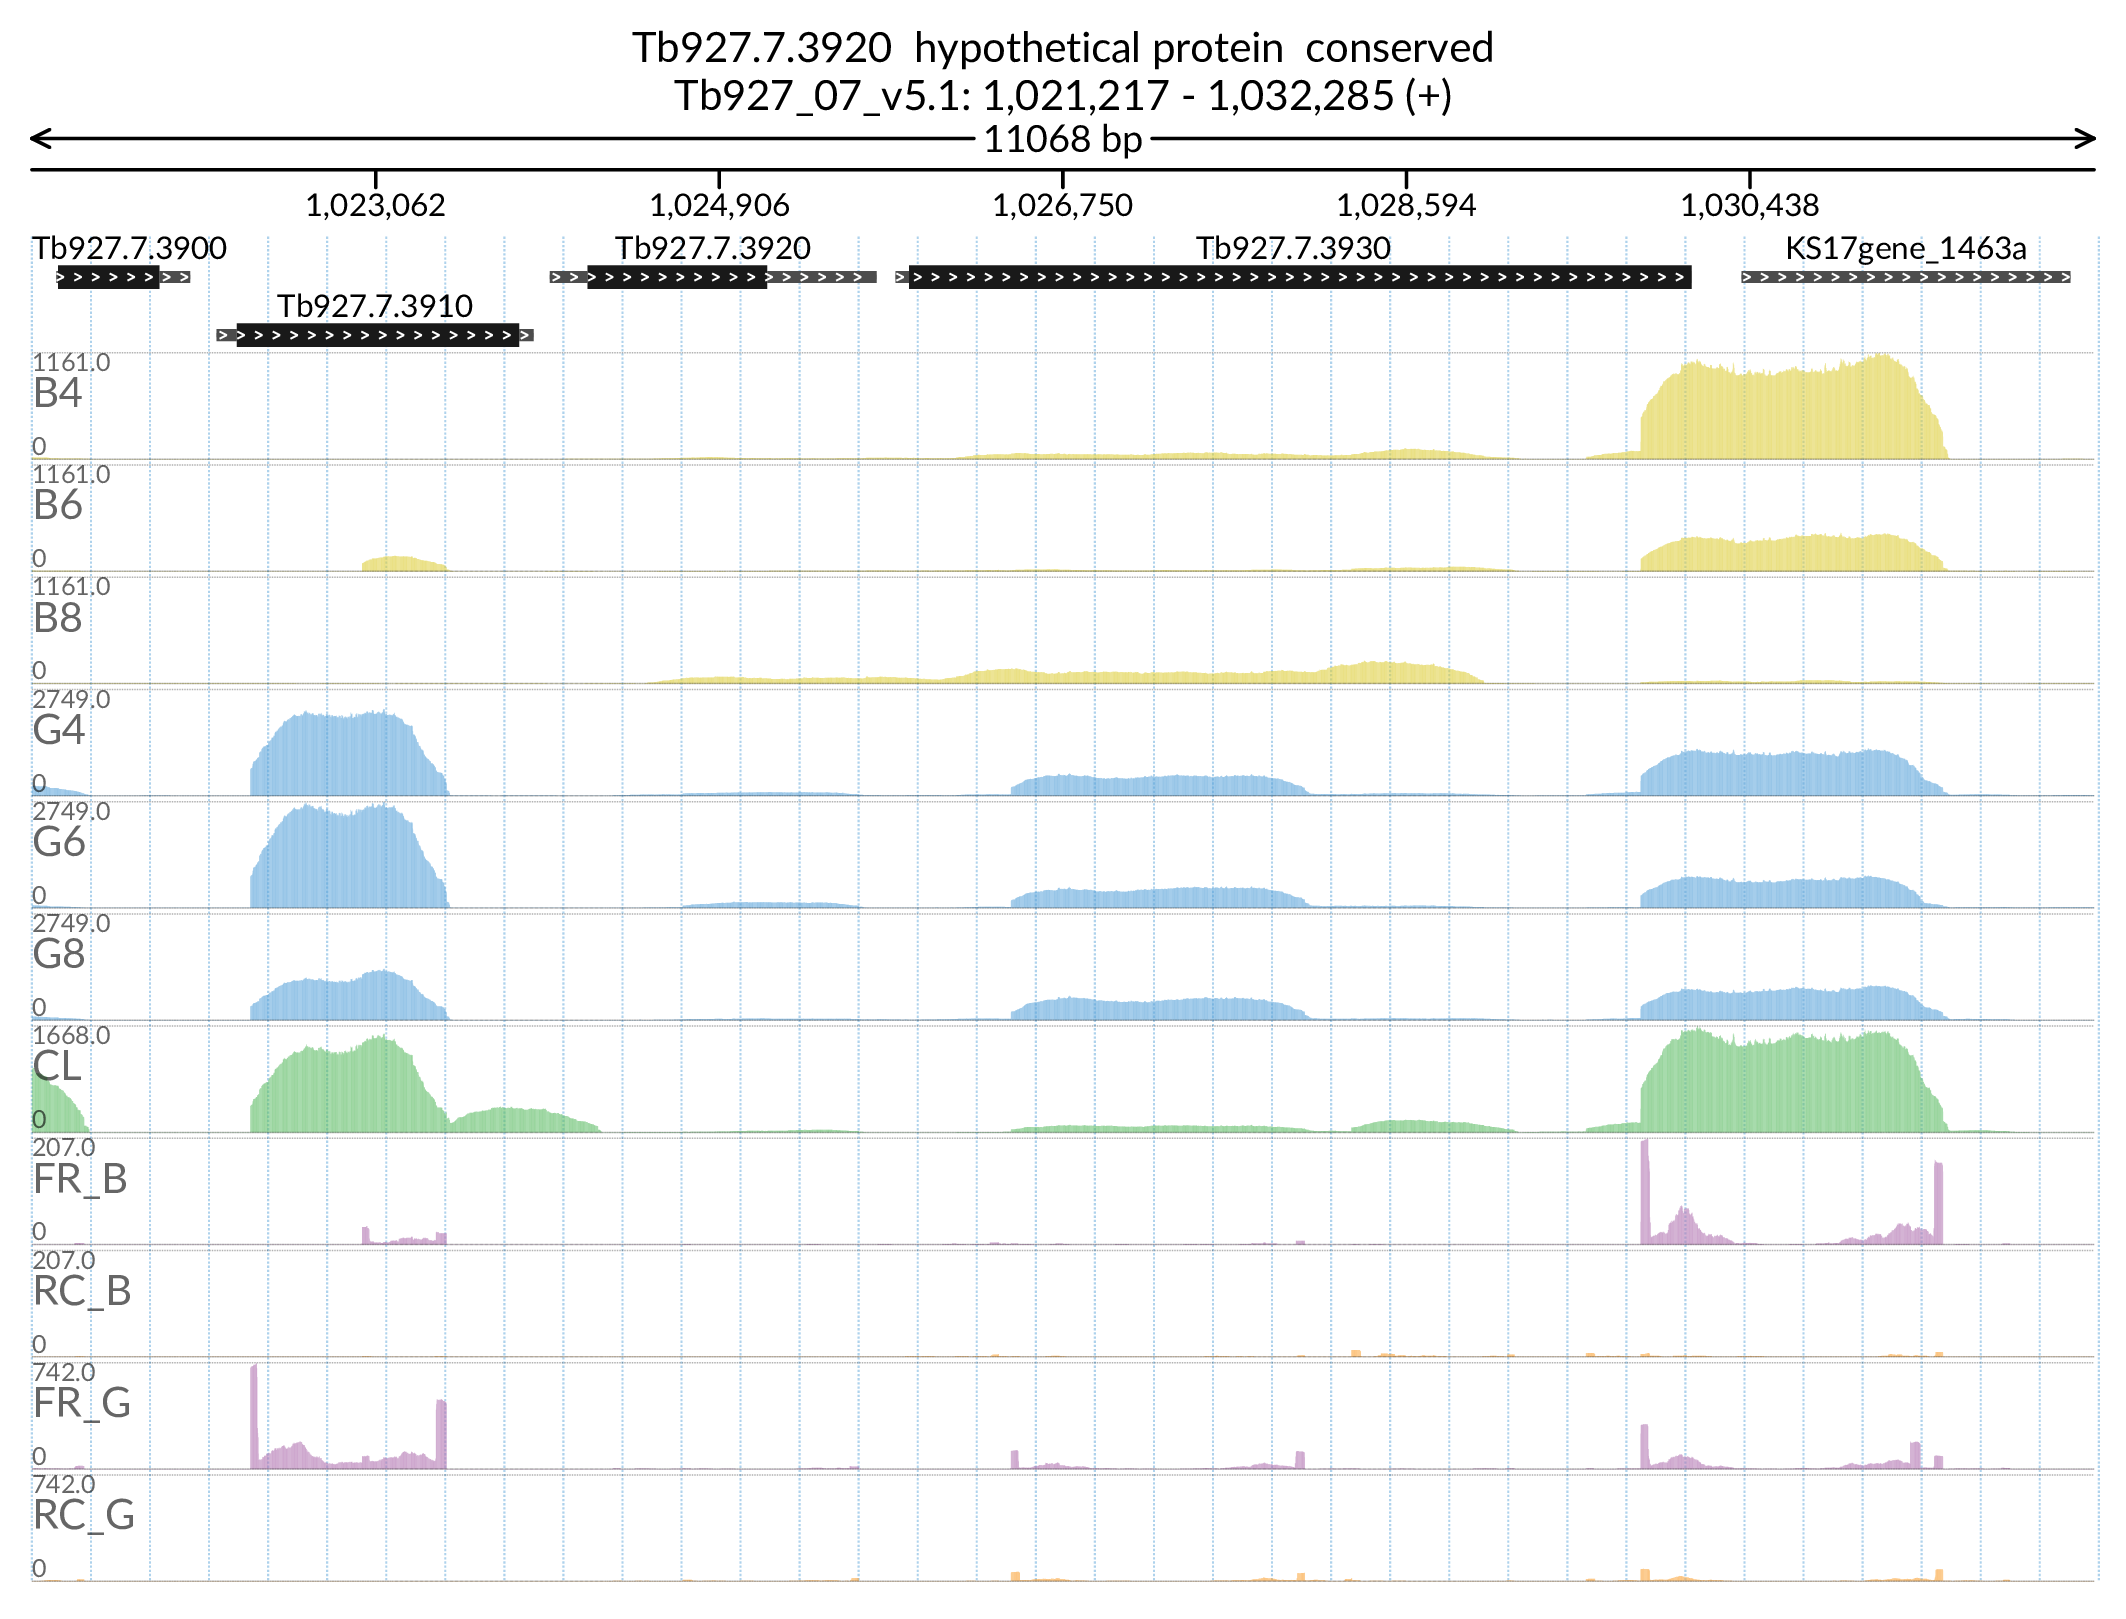 Tb927.7.3920 hypothetical protein conserved
Tb927_07_v5.1: 1,021,217 - 1,032,285 (+)
11068 bp
1,023,062 1,024,906 1,026,750 1,028,594 1,030,438
Tb927.7.3900 Tb927.7.3920 Tb927.7.3930 KS17gene_1463a
Tb927.7.3910
1161.0
B4
0
1161.0
B6
0
1161.0
B8
0
2749.0
G4
0
2749.0
G6
0
2749.0
G8
0
1668.0
CL
0
207.0
FR_B
0
207.0
RC_B
0
742.0
FR_G
0
742.0
RC_G
0